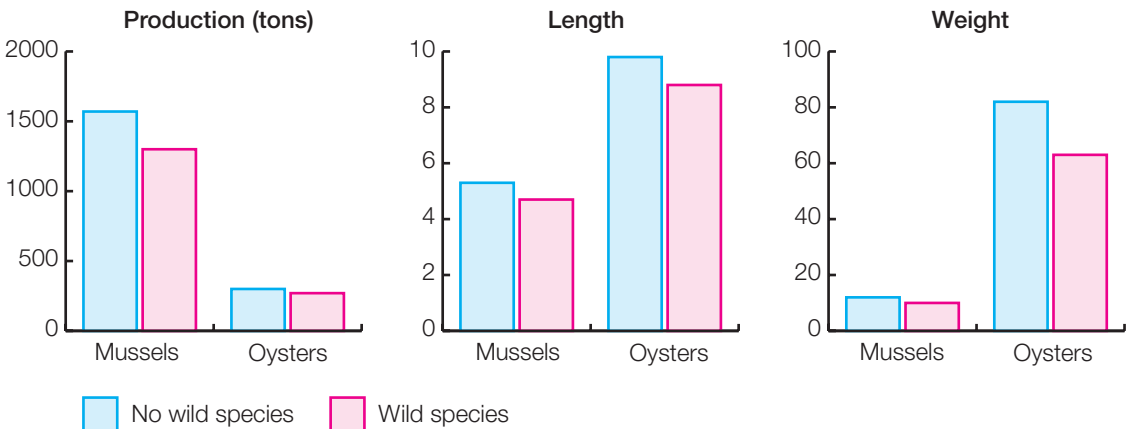 Production (tons)
2000
1500
1000
500
0
Mussels Oysters
Length
10
8
6
4
2
0
Mussels Oysters
Weight
100
80
60
40
20
0
Mussels Oysters
No wild species Wild species